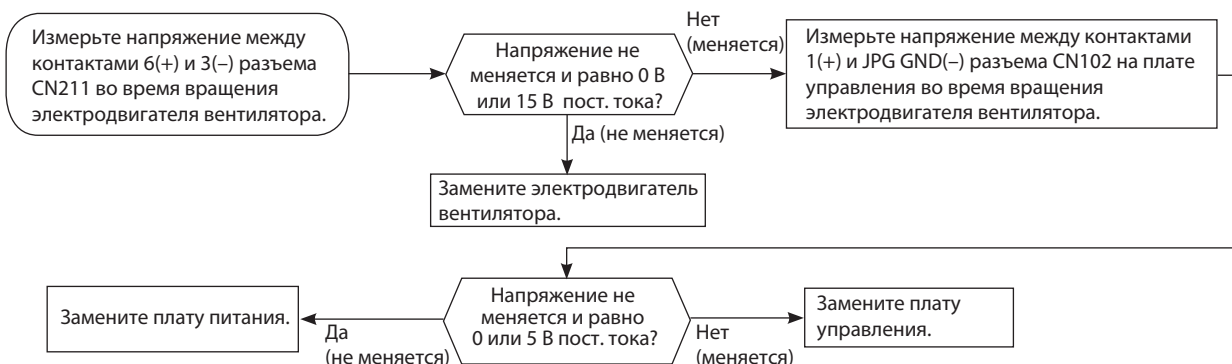 Измерьте напряжение между
контактами 6(+) и 3(–) разъема
CN211 во время вращения
электродвигателя вентилятора.
Напряжение не
меняется и равно 0 В
или 15 В пост. тока?
Нет
(меняется)
Измерьте напряжение между контактами
1(+) и JPG GND(–) разъема CN102 на плате
управления во время вращения
электродвигателя вентилятора.
Да (не меняется)
Замените электродвигатель
вентилятора.
Замените плату питания.
Да
(не меняется)
Напряжение не
меняется и равно
0 или 5 В пост. тока?
Нет
(меняется)
Замените плату
управления.